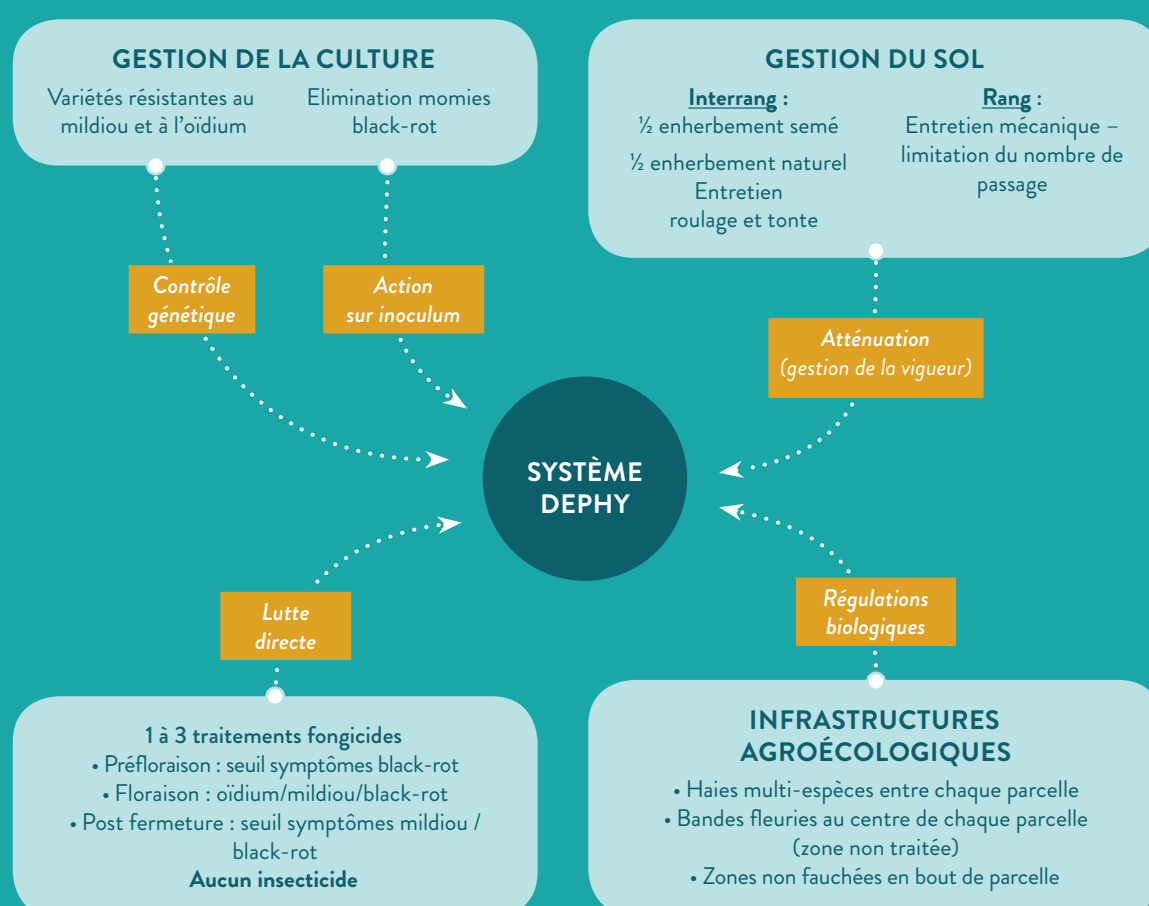 GESTION DE LA CULTURE
Variétés résistantes au
mildiou et à l'oïdium
Elimination momies
black-rot
GESTION DU SOL
Interrang :
½ enherbement semé
½ enherbement naturel
Entretien
roulage et tonte
Rang :
Entretien mécanique –
limitation du nombre de
passage
Contrôle
génétique
Action
sur inoculum
Atténuation
(gestion de la vigueur)
SYSTÈME
DEPHY
Lutte
directe
Régulations
biologiques
1 à 3 traitements fongicides
• Préfloraison : seuil symptômes black-rot
• Floraison : oïdium/mildiou/black-rot
• Post fermeture : seuil symptômes mildiou /
black-rot
Aucun insecticide
INFRASTRUCTURES
AGROÉCOLOGIQUES
• Haies multi-espèces entre chaque parcelle
• Bandes fleuries au centre de chaque parcelle
(zone non traitée)
• Zones non fauchées en bout de parcelle